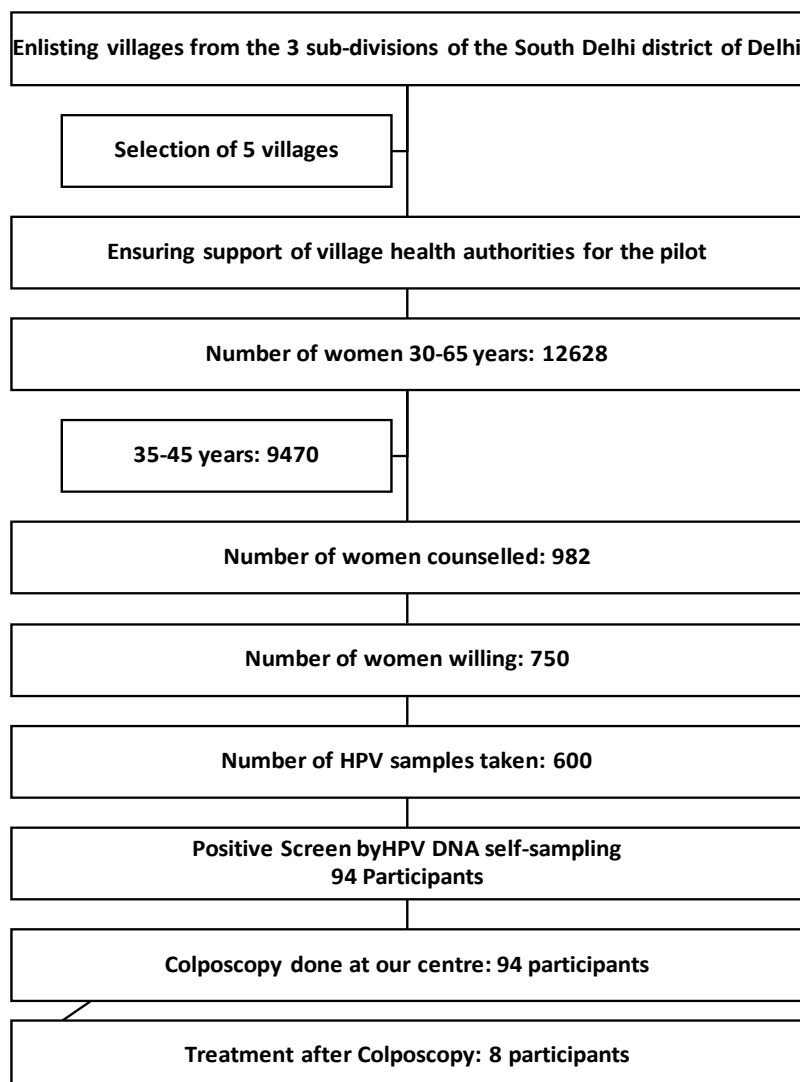 Enlisting villages from the 3 sub-divisions of the South Delhi district of Delhi
Selection of 5 villages
Ensuring support of village health authorities for the pilot
Number of women 30-65 years: 12628
35-45 years: 9470
Number of women counselled: 982
Number of women willing: 750
Number of HPV samples taken: 600
Positive Screen byHPV DNA self-sampling
94 Participants
Colposcopy done at our centre: 94 participants
Treatment after Colposcopy: 8 participants